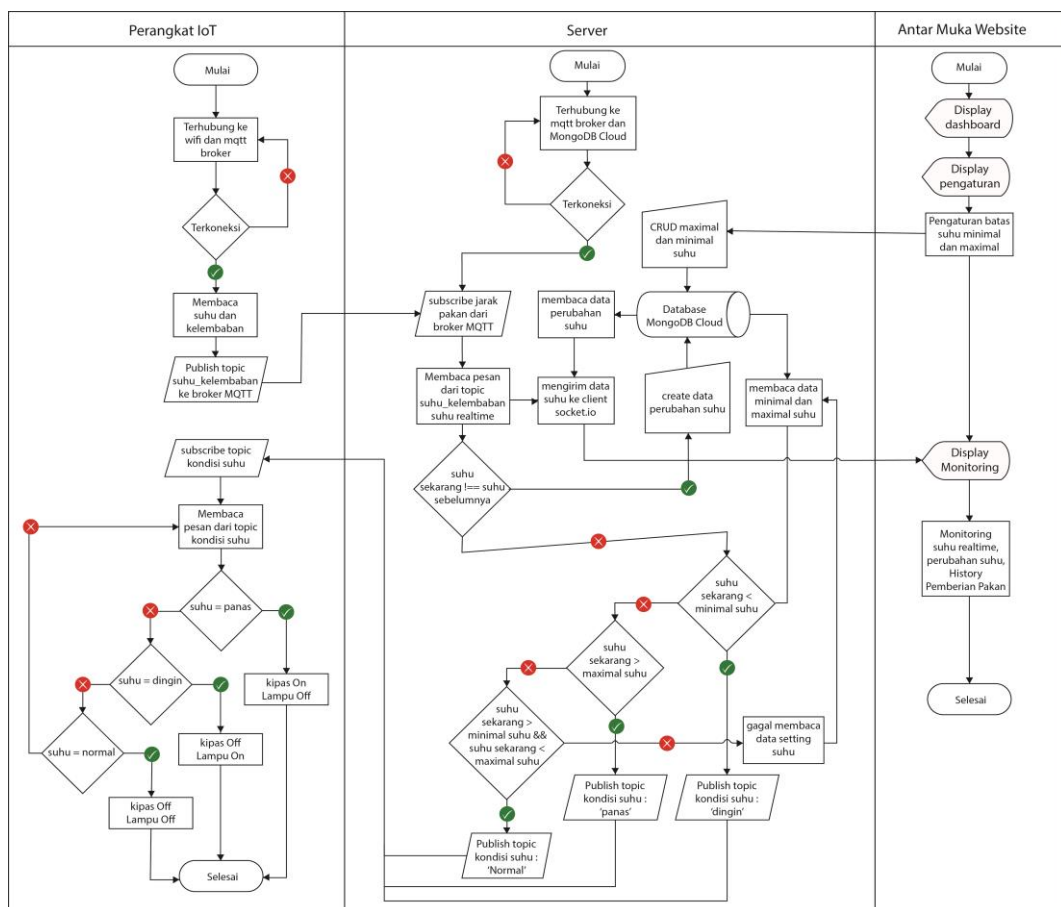 Perangkat IoT
Mulai
Terhubung ke
wifi dan mqtt
broker
Terkoneksi
Membaca
suhu dan
kelembaban
Publish topic
suhu_kelembaban
ke broker MQTT
subscribe topic
kondisi suhu
Membaca
pesan dari topic
kondisi suhu
suhu = panas
kipas On
Lampu Off
suhu = dingin
kipas Off
Lampu On
suhu = normal
kipas Off
Lampu Off
Selesai
Server
Mulai
Terhubung ke
mqtt broker dan
MongoDB Cloud
Terkoneksi
CRUD maximal
dan minimal
suhu
subscribe jarak
pakan dari
broker MQTT
membaca data
perubahan
suhu
Database
MongoDB Cloud
Membaca pesan
dari topic
suhu_kelembaban
suhu realtime
mengirim data
suhu ke client
socket.io
create data
perubahan suhu
membaca data
minimal dan
maximal suhu
suhu
sekarang !== suhu
sebelumnya
suhu
sekarang <
minimal suhu
suhu
sekarang >
maximal suhu
suhu
sekarang >
minimal suhu &&
suhu sekarang <
maximal suhu
gagal membaca
data setting
suhu
Publish topic
kondisi suhu :
'panas'
Publish topic
kondisi suhu :
'dingin'
Publish topic
kondisi suhu :
'Normal'
Antar Muka Website
Mulai
Display
dashboard
Display
pengaturan
Pengaturan batas
suhu minimal
dan maximal
Display
Monitoring
Monitoring
suhu realtime,
perubahan suhu,
History
Pemberian Pakan
Selesai